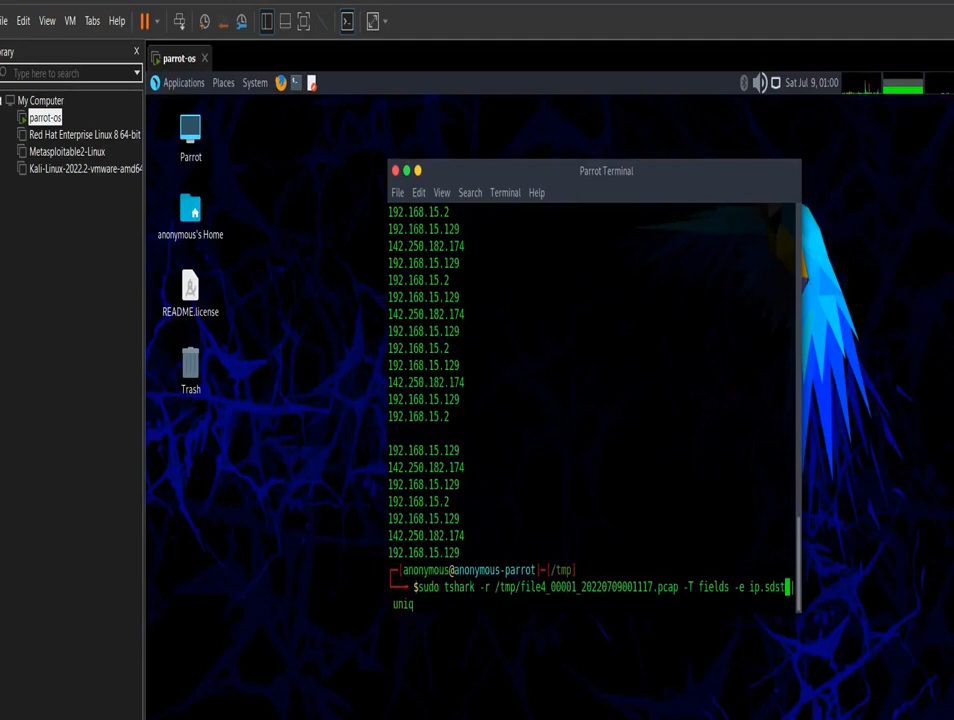 ile Edit View VM Tabs Help
rary
Type here to search
My Computer
parrot-os
Red Hat Enterprise Linux 8 64-bit
Metasploitable2-Linux
Kali-Linux-2022.2-vmware-amd64
parrot-os
Applications Places System
Sat Jul 9, 01:00
Parrot
anonymous's Home
README.license
Trash
Parrot Terminal
File Edit View Search Terminal Help
192.168.15.2
192.168.15.129
142.250.182.174
192.168.15.129
192.168.15.2
192.168.15.129
142.250.182.174
192.168.15.129
192.168.15.2
192.168.15.129
142.250.182.174
192.168.15.129
192.168.15.2
192.168.15.129
142.250.182.174
192.168.15.129
192.168.15.2
192.168.15.129
142.250.182.174
192.168.15.129
┌─[anonymous@anonymous-parrot]─[/tmp]
└──╼ $sudo tshark -r /tmp/file4_00001_20220709001117.pcap -T fields -e ip.sdst |
uniq